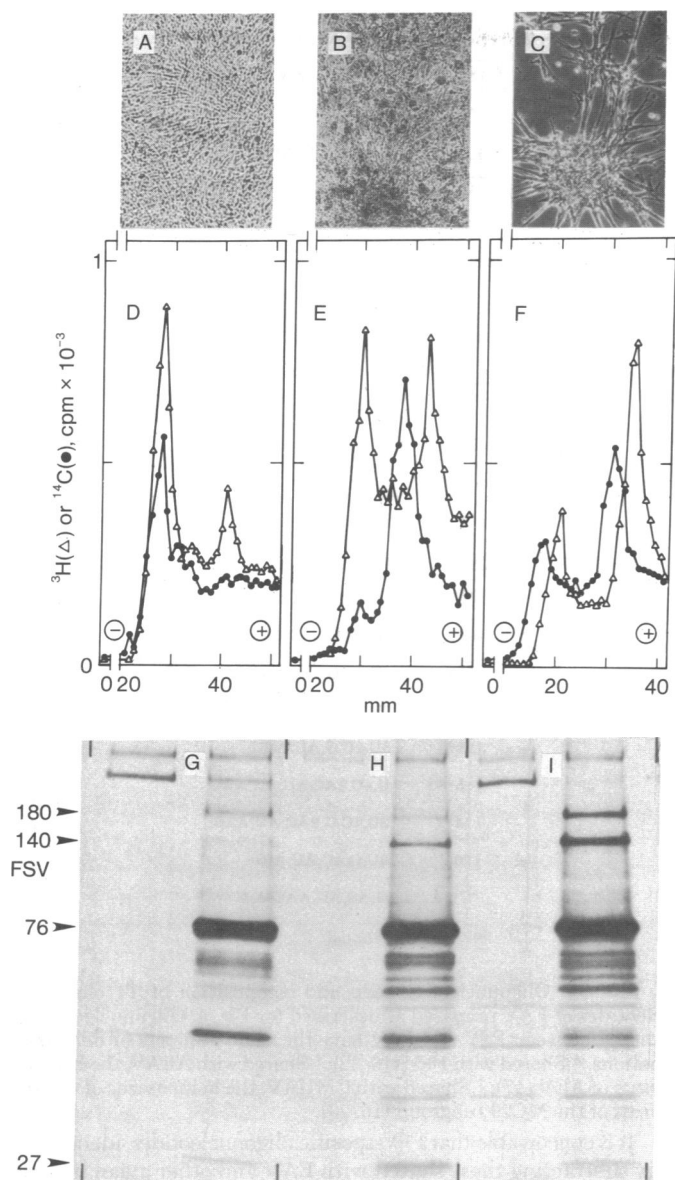 A
B
C
1
D
E
F
³H(△) or ¹⁴C(●), cpm × 10⁻³
− + − + − +
0
0 20 40 0 20 40 0 20 40
mm
G
H
I
180
140
FSV
76
27